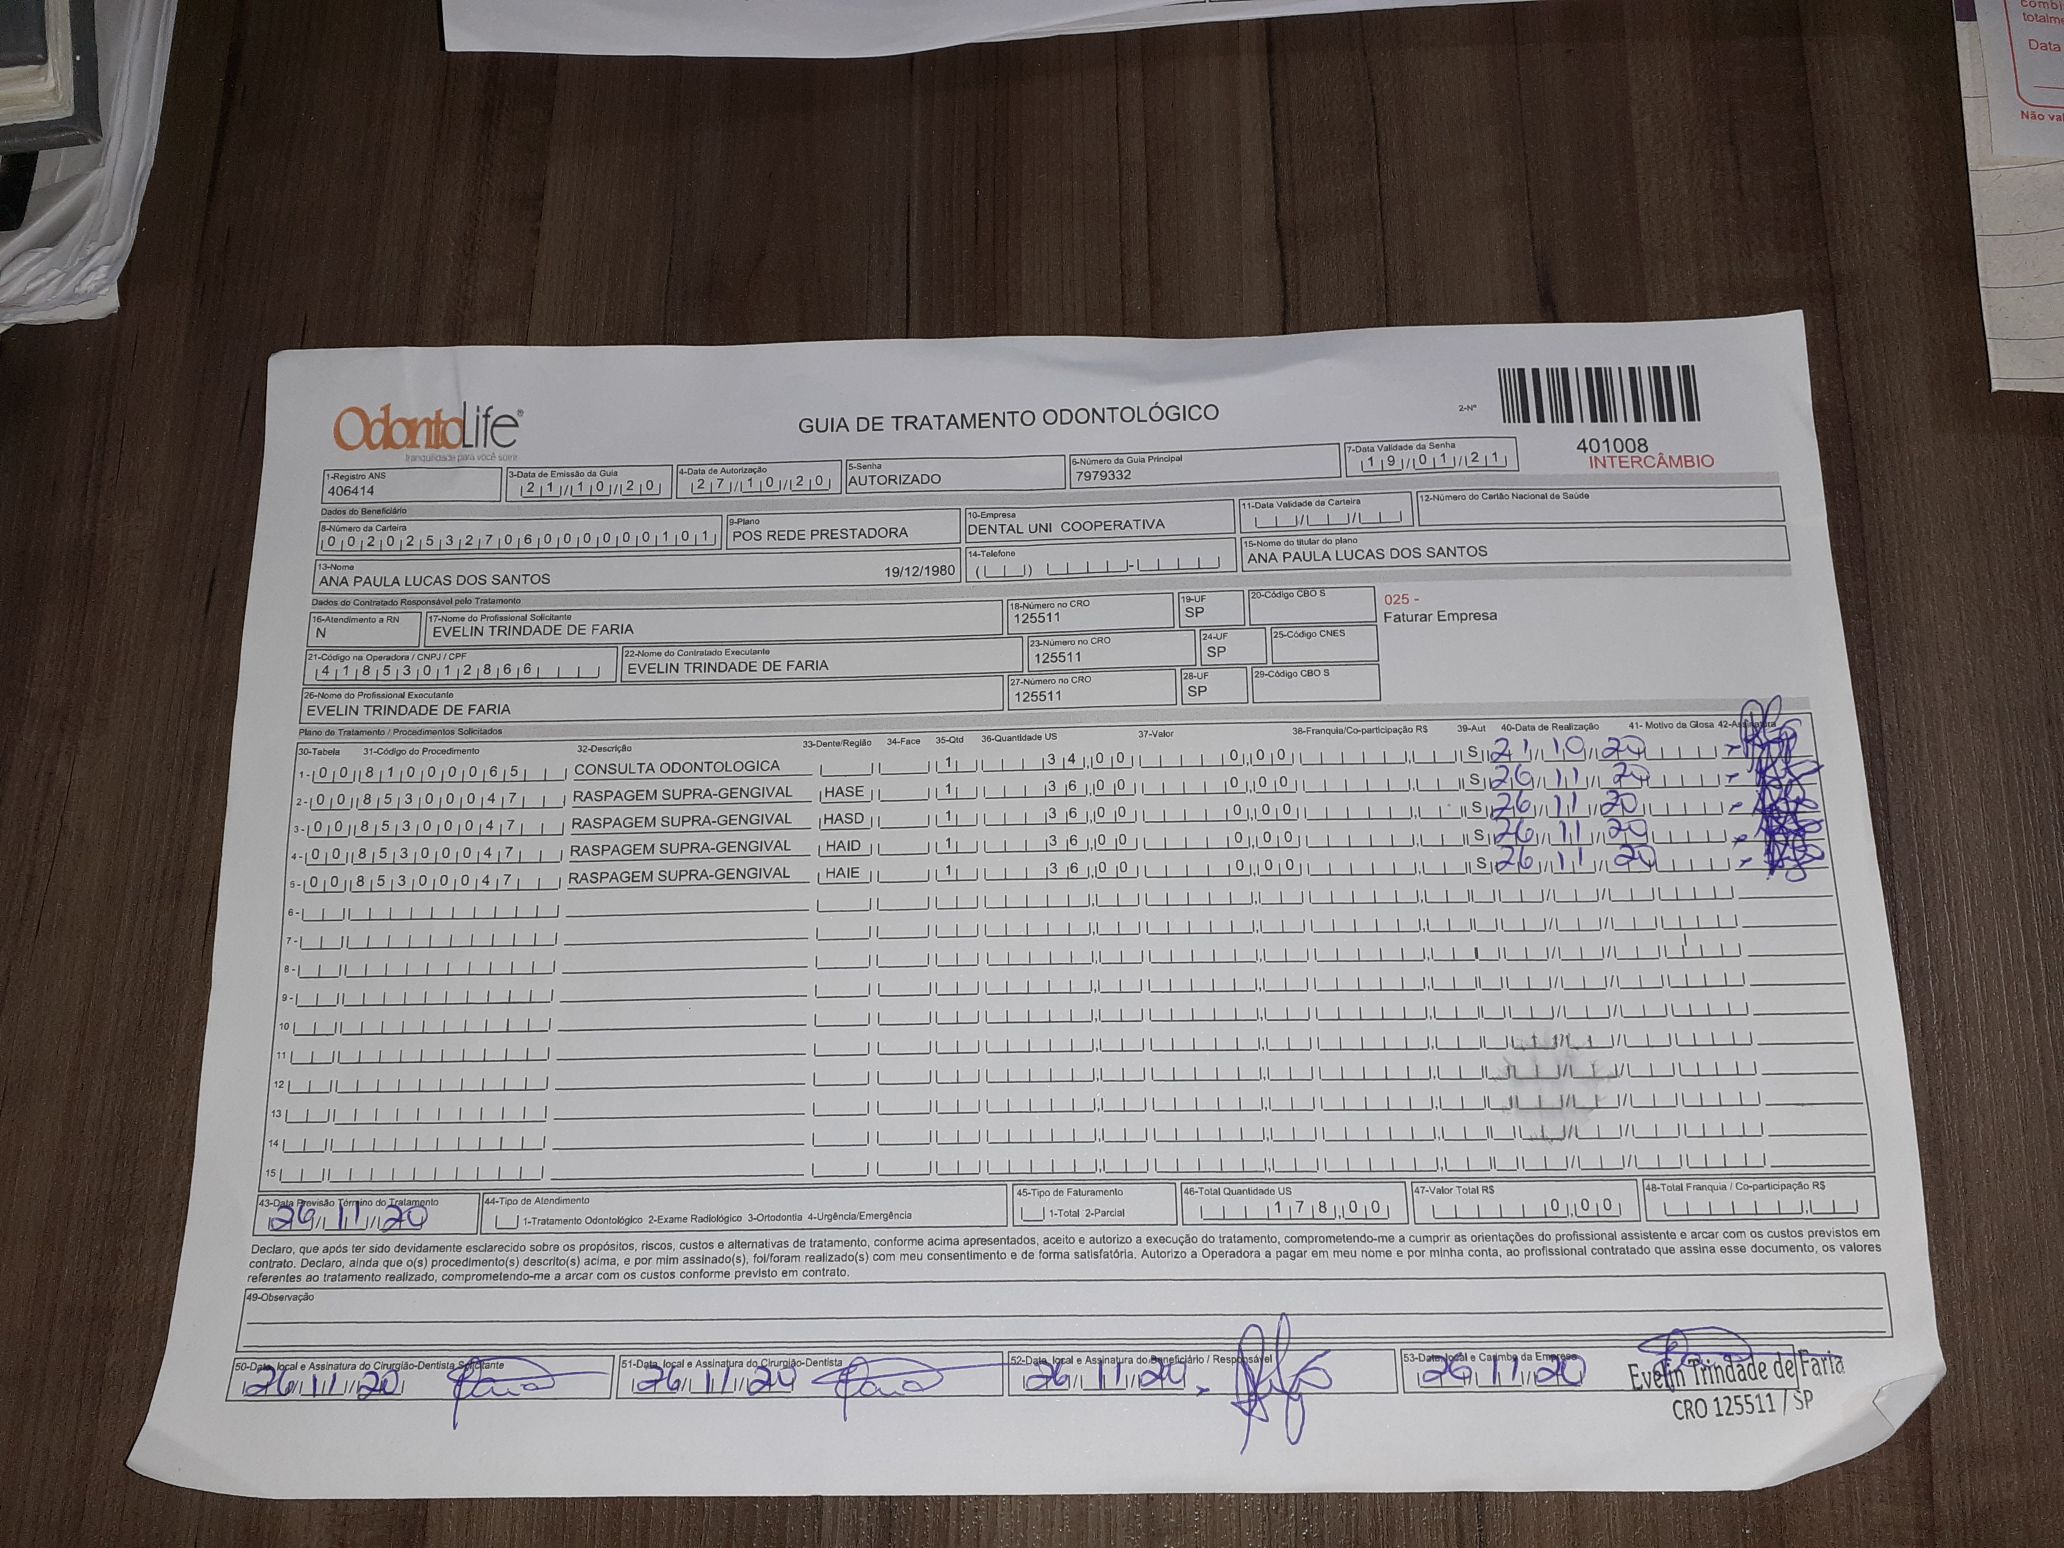 combi
totalme
Data
Não val
OdontoLife®
tranquilidade para você sorrir
GUIA DE TRATAMENTO ODONTOLÓGICO
2-Nº
401008
INTERCÂMBIO
1-Registro ANS
406414
3-Data de Emissão da Guia
21/10/20
4-Data de Autorização
27/10/20
5-Senha
AUTORIZADO
6-Número da Guia Principal
7979332
7-Data Validade da Senha
19/01/21
Dados do Beneficiário
8-Número da Carteira
00202532706000000101
9-Plano
POS REDE PRESTADORA
10-Empresa
DENTAL UNI COOPERATIVA
11-Data Validade da Carteira
12-Número do Cartão Nacional de Saúde
13-Nome
ANA PAULA LUCAS DOS SANTOS 19/12/1980
14-Telefone
15-Nome do titular do plano
ANA PAULA LUCAS DOS SANTOS
Dados do Contratado Responsável pelo Tratamento
16-Atendimento a RN
N
17-Nome do Profissional Solicitante
EVELIN TRINDADE DE FARIA
18-Número no CRO
125511
19-UF
SP
20-Código CBO S
025 -
Faturar Empresa
21-Código na Operadora / CNPJ / CPF
41853012866
22-Nome do Contratado Executante
EVELIN TRINDADE DE FARIA
23-Número no CRO
125511
24-UF
SP
25-Código CNES
26-Nome do Profissional Executante
EVELIN TRINDADE DE FARIA
27-Número no CRO
125511
28-UF
SP
29-Código CBO S
Plano de Tratamento / Procedimentos Solicitados
30-Tabela 31-Código do Procedimento 32-Descrição 33-Dente/Região 34-Face 35-Qtd 36-Quantidade US 37-Valor 38-Franquia/Co-participação R$ 39-Aut 40-Data de Realização 41- Motivo da Glosa 42-Assinatura
1- 00 81000065 CONSULTA ODONTOLOGICA 1 34,00 0,00 S 21/10/20
2- 00 85300047 RASPAGEM SUPRA-GENGIVAL HASE 1 36,00 0,00 S 26/11/20
3- 00 85300047 RASPAGEM SUPRA-GENGIVAL HASD 1 36,00 0,00 S 26/11/20
4- 00 85300047 RASPAGEM SUPRA-GENGIVAL HAID 1 36,00 0,00 S 26/11/20
5- 00 85300047 RASPAGEM SUPRA-GENGIVAL HAIE 1 36,00 0,00 S 26/11/20
6-
7-
8-
9-
10
11
12
13
14
15
43-Data Previsão Término do Tratamento
26/11/20
44-Tipo de Atendimento
1-Tratamento Odontológico 2-Exame Radiológico 3-Ortodontia 4-Urgência/Emergência
45-Tipo de Faturamento
1-Total 2-Parcial
46-Total Quantidade US
178,00
47-Valor Total R$
0,00
48-Total Franquia / Co-participação R$
Declaro, que após ter sido devidamente esclarecido sobre os propósitos, riscos, custos e alternativas de tratamento, conforme acima apresentados, aceito e autorizo a execução do tratamento, comprometendo-me a cumprir as orientações do profissional assistente e arcar com os custos previstos em
contrato. Declaro, ainda que o(s) procedimento(s) descrito(s) acima, e por mim assinado(s), foi/foram realizado(s) com meu consentimento e de forma satisfatória. Autorizo a Operadora a pagar em meu nome e por minha conta, ao profissional contratado que assina esse documento, os valores
referentes ao tratamento realizado, comprometendo-me a arcar com os custos conforme previsto em contrato.
49-Observação
50-Data, local e Assinatura do Cirurgião-Dentista Solicitante
26/11/20
51-Data, local e Assinatura do Cirurgião-Dentista
26/11/20
52-Data, local e Assinatura do Beneficiário / Responsável
26/11/20
53-Data, local e Carimbo da Empresa
26/11/20
Evelin Trindade de Faria
CRO 125511 / SP